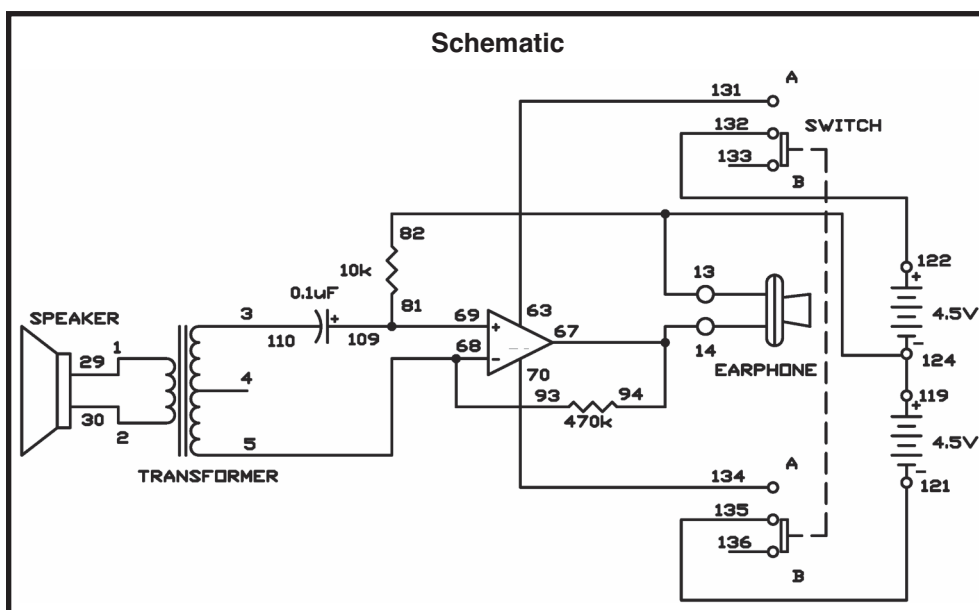 Schematic
A
131
132
SWITCH
133
B
82
10k
81
0.1uF
+
122
+
4.5V
-
124
13
14
EARPHONE
SPEAKER
29
1
30
2
3
110
109
4
5
TRANSFORMER
69
+
63
67
68
-
70
93
94
470k
119
+
4.5V
-
121
A
134
135
136
B